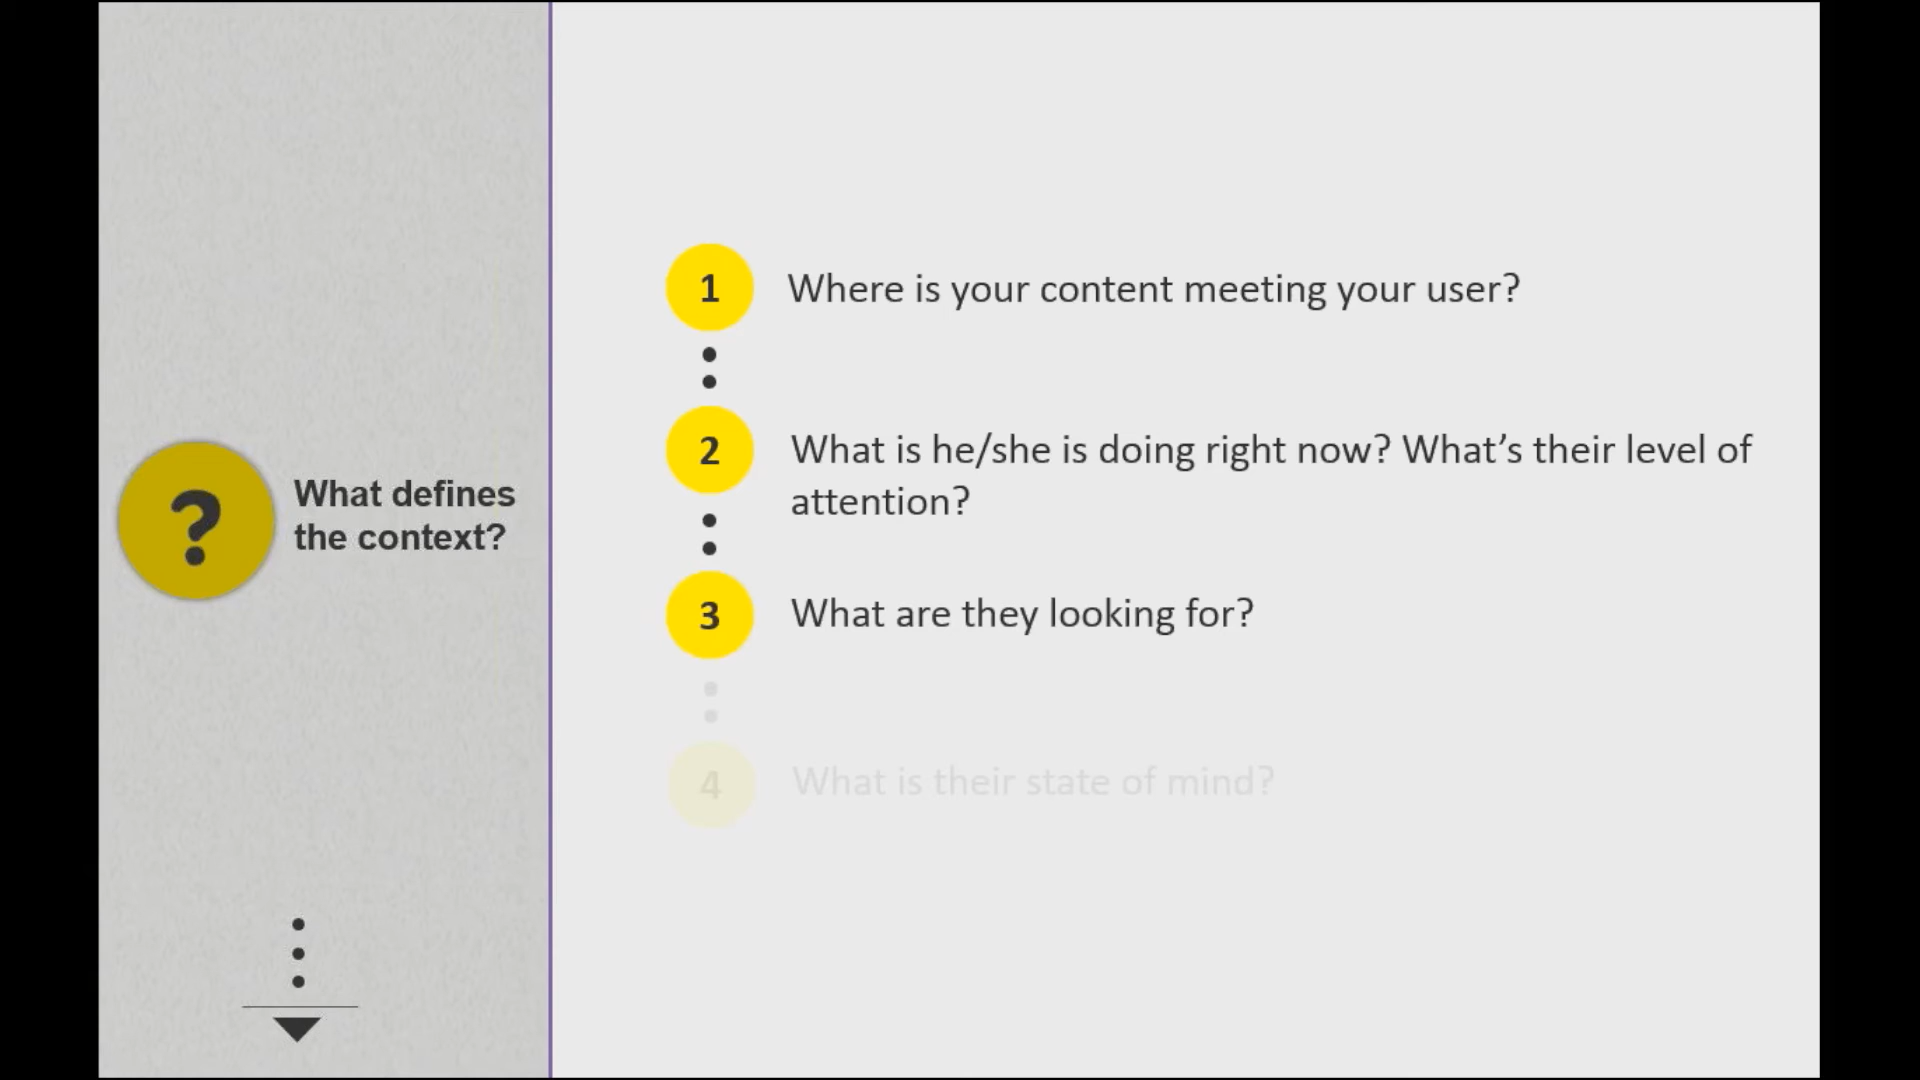 ?
What defines
the context?
1
Where is your content meeting your user?
2
What is he/she is doing right now? What’s their level of
attention?
3
What are they looking for?
4
What is their state of mind?